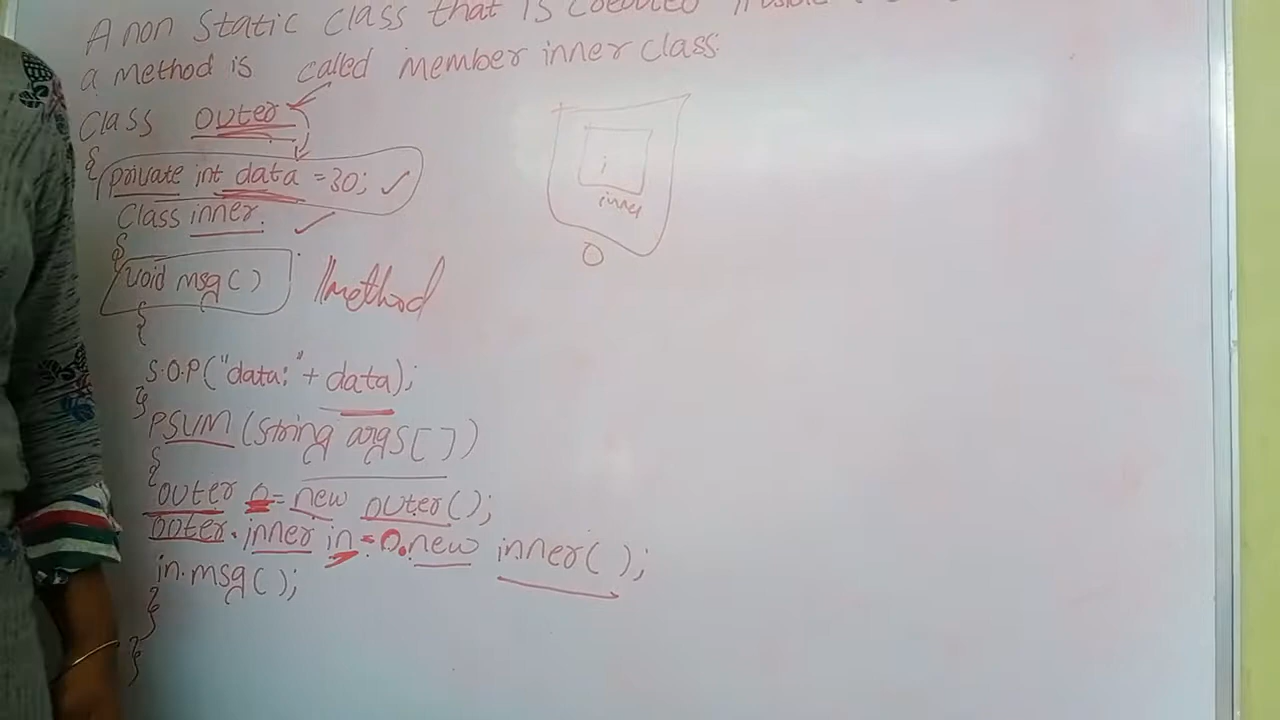 A non static class that is created inside
a method is called member inner class.
class outer
{
private int data = 30;
class inner.
{
void msg() //method
{
S.O.P("data:" + data);
}
PSVM (string args[])
{
outer o = new outer();
outer.inner in = o.new inner();
in.msg();
}
}
i
inner
O